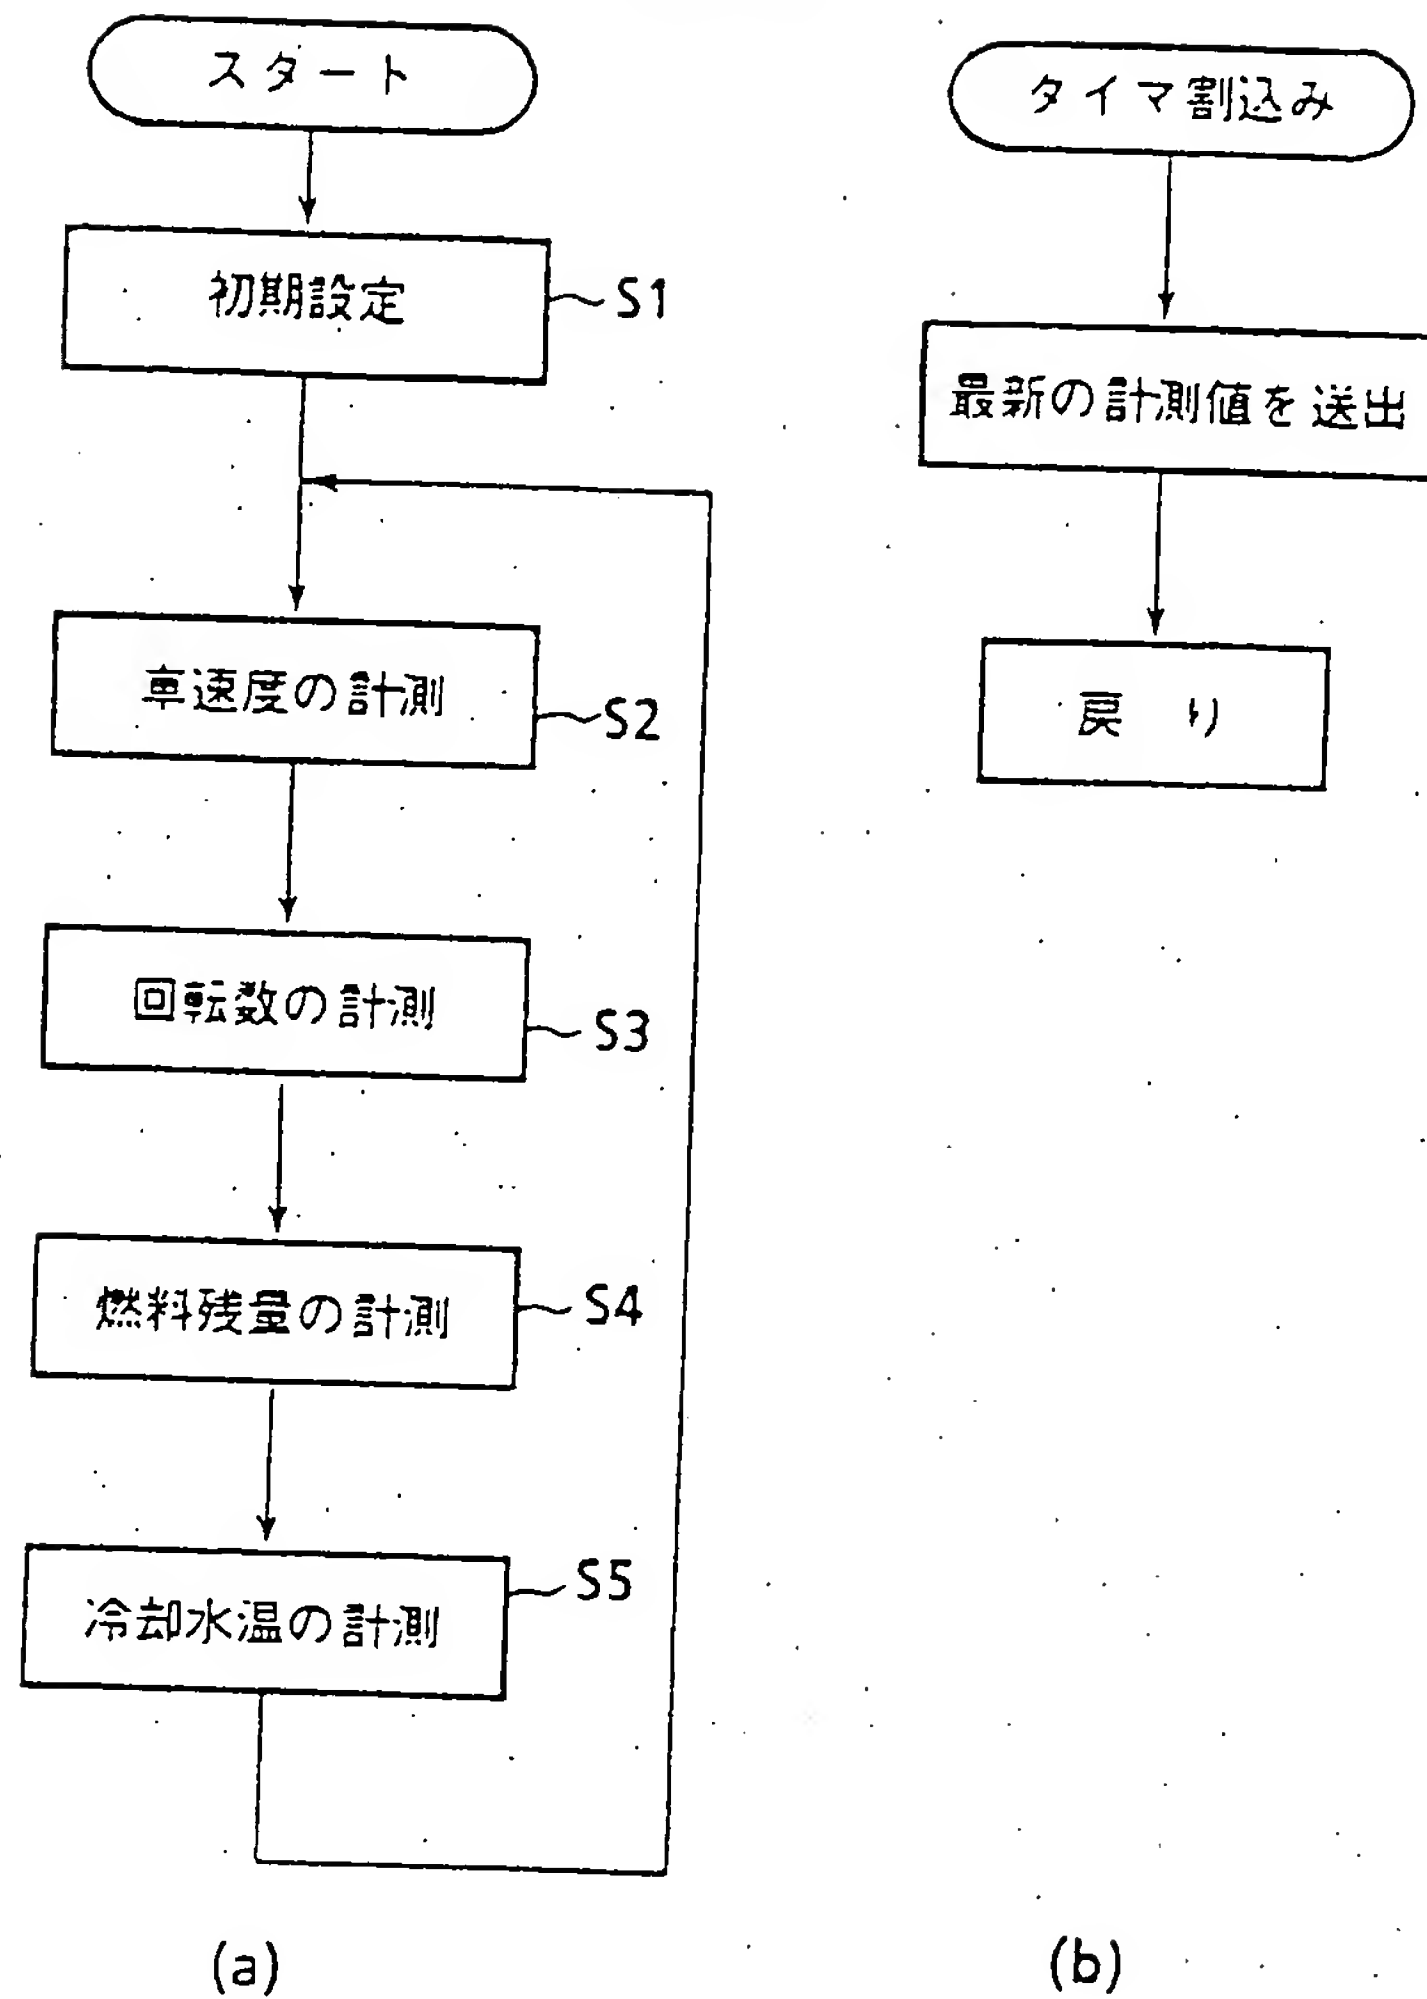 スタート
初期設定
S1
車速度の計測
S2
回転数の計測
S3
燃料残量の計測
S4
冷却水温の計測
S5
(a)
タイマ割込み
最新の計測値を送出
戻り
(b)